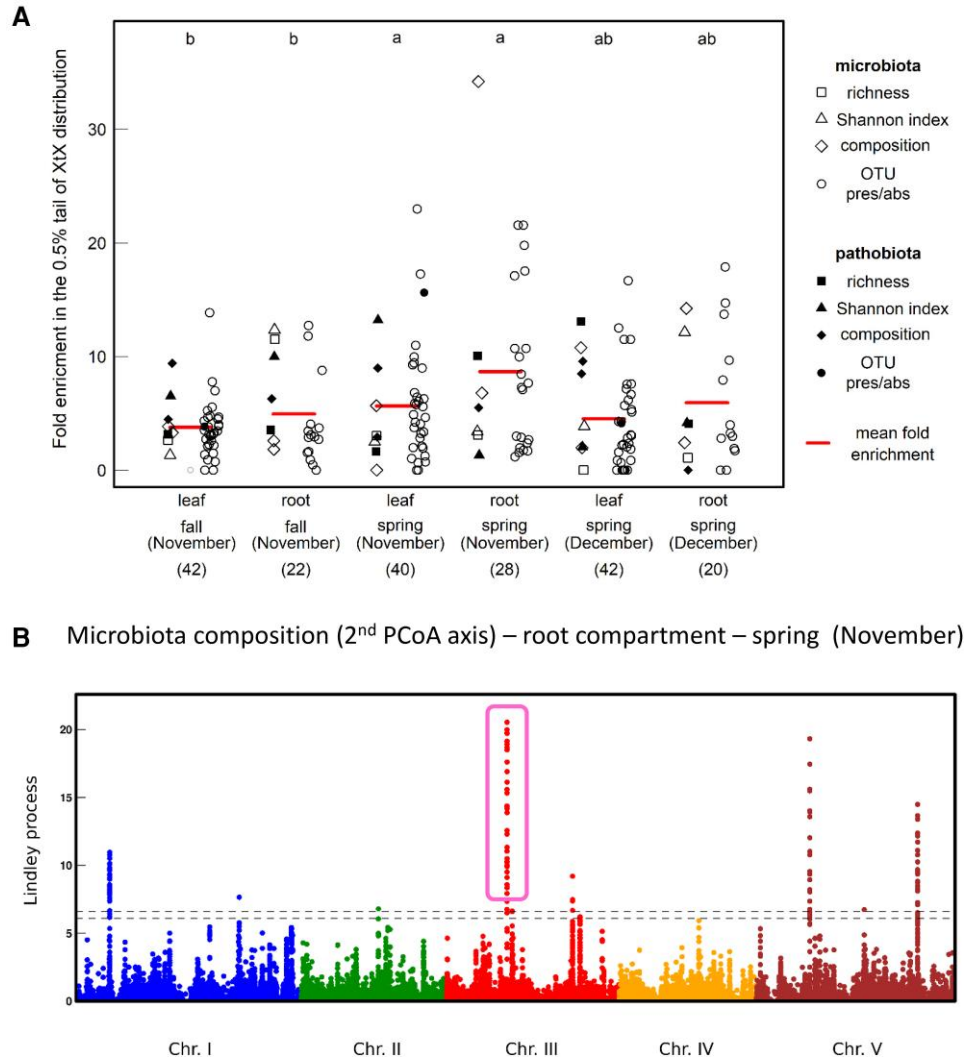 A
Fold enricment in the 0.5% tail of XtX distribution
30
20
10
0
b b a a ab ab
leaf root leaf root leaf root
fall fall spring spring spring spring
(November) (November) (November) (November) (December) (December)
(42) (22) (40) (28) (42) (20)
microbiota
richness
Shannon index
composition
OTU
pres/abs
pathobiota
richness
Shannon index
composition
OTU
pres/abs
mean fold
enrichment
B Microbiota composition (2nd PCoA axis) – root compartment – spring (November)
Lindley process
20
15
10
5
0
Chr. I Chr. II Chr. III Chr. IV Chr. V